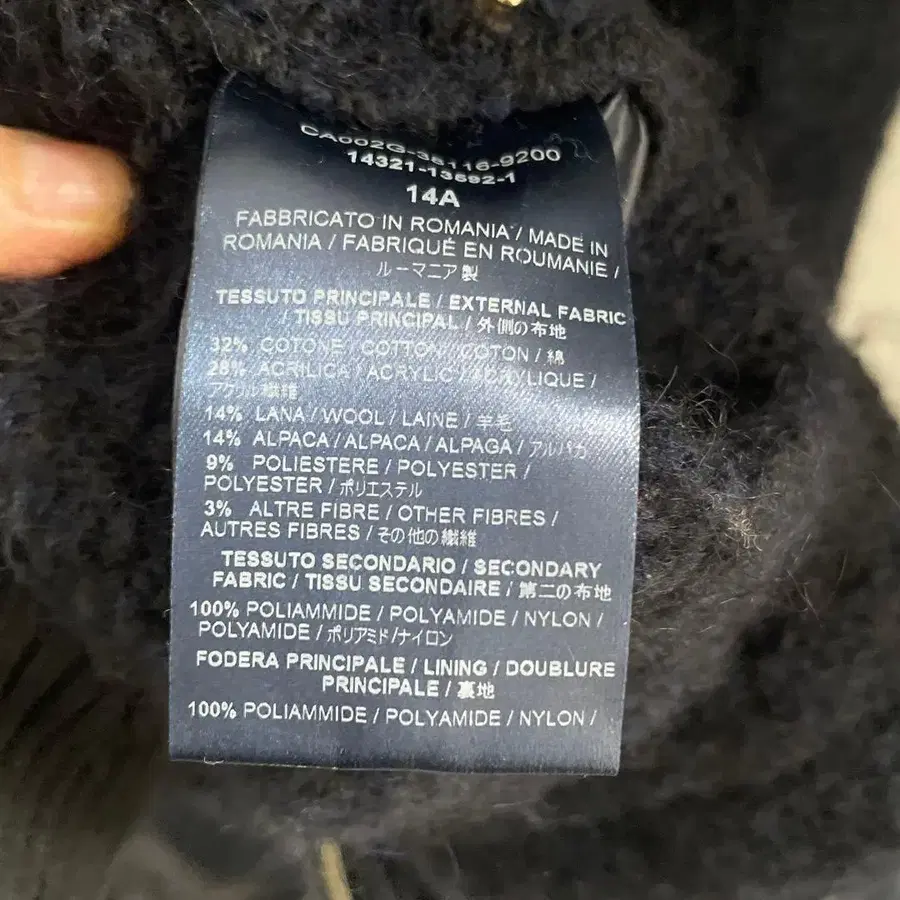 CA002G-38116-9200
14321-13892-1
14A
FABBRICATO IN ROMANIA / MADE IN
ROMANIA / FABRIQUÉ EN ROUMANIE /
ルーマニア製
TESSUTO PRINCIPALE / EXTERNAL FABRIC
/ TISSU PRINCIPAL / 外側の布地
32% COTONE / COTTON / COTON / 綿
28% ACRILICA / ACRYLIC / ACRYLIQUE /
アクリル繊維
14% LANA / WOOL / LAINE / 羊毛
14% ALPACA / ALPACA / ALPAGA / アルパカ
9% POLIESTERE / POLYESTER /
POLYESTER / ポリエステル
3% ALTRE FIBRE / OTHER FIBRES /
AUTRES FIBRES / その他の繊維
TESSUTO SECONDARIO / SECONDARY
FABRIC / TISSU SECONDAIRE / 第二の布地
100% POLIAMMIDE / POLYAMIDE / NYLON /
POLYAMIDE / ポリアミド/ナイロン
FODERA PRINCIPALE / LINING / DOUBLURE
PRINCIPALE / 裏地
100% POLIAMMIDE / POLYAMIDE / NYLON /